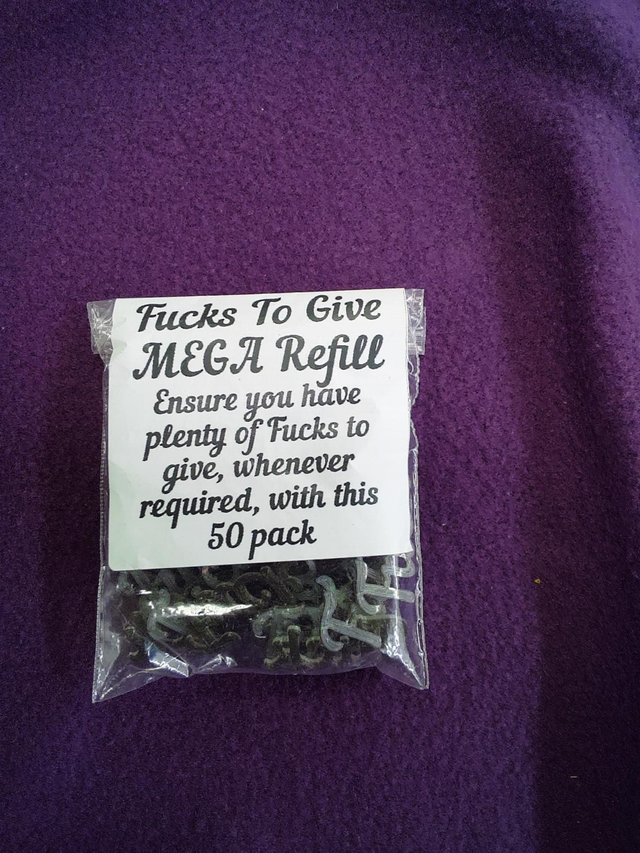 Fucks To Give
MEGA Refill
Ensure you have
plenty of Fucks to
give, whenever
required, with this
50 pack